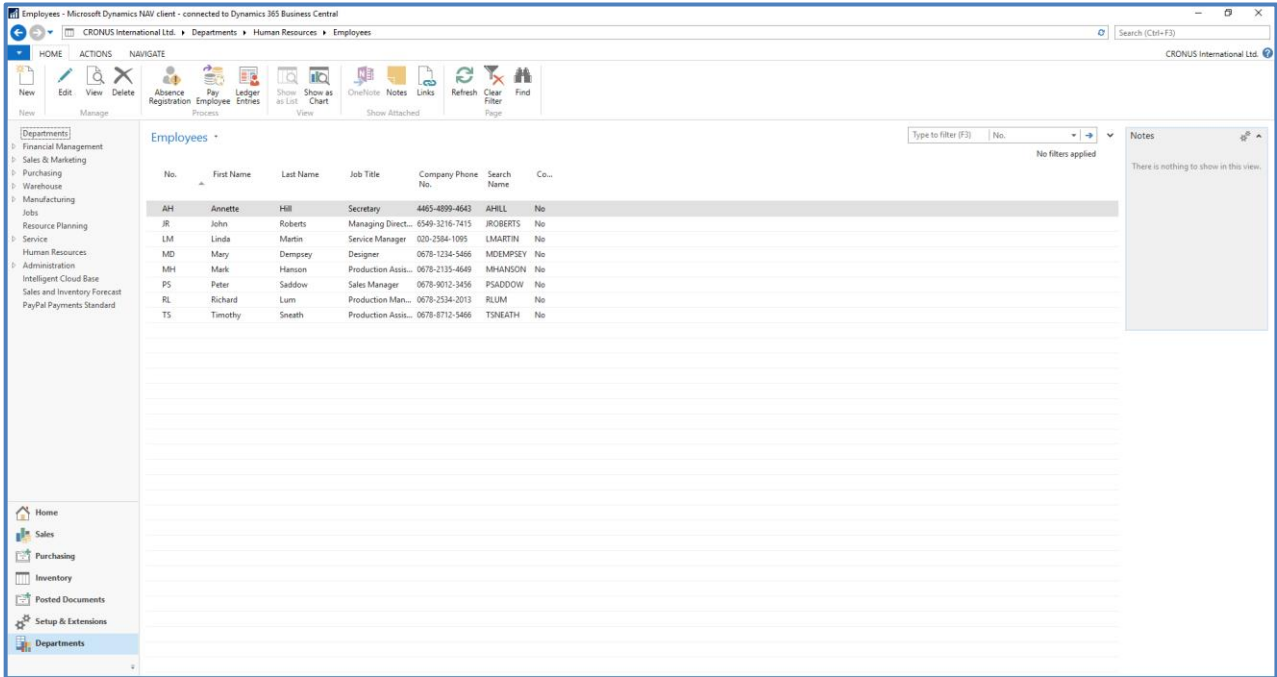 Employees - Microsoft Dynamics NAV client - connected to Dynamics 365 Business Central
CRONUS International Ltd. Departments Human Resources Employees Search (Ctrl+F3)
HOME ACTIONS NAVIGATE CRONUS International Ltd.
New Edit View Delete Absence Registration Pay Employee Ledger Entries Show as List Show as Chart OneNote Notes Links Refresh Clear Filter Find
New Manage Process View Show Attached Page
Departments
Financial Management
Sales & Marketing
Purchasing
Warehouse
Manufacturing
Jobs
Resource Planning
Service
Human Resources
Administration
Intelligent Cloud Base
Sales and Inventory Forecast
PayPal Payments Standard
Home
Sales
Purchasing
Inventory
Posted Documents
Setup & Extensions
Departments
Employees Type to filter (F3) No.
No filters applied
No. First Name Last Name Job Title Company Phone No. Search Name Co...
AH Annette Hill Secretary 4465-4899-4643 AHILL No
JR John Roberts Managing Direct... 6549-3216-7415 JROBERTS No
LM Linda Martin Service Manager 020-2584-1095 LMARTIN No
MD Mary Dempsey Designer 0678-1234-5466 MDEMPSEY No
MH Mark Hanson Production Assis... 0678-2135-4649 MHANSON No
PS Peter Saddow Sales Manager 0678-9012-3456 PSADDOW No
RL Richard Lum Production Man... 0678-2534-2013 RLUM No
TS Timothy Sneath Production Assis... 0678-8712-5466 TSNEATH No
Notes
There is nothing to show in this view.